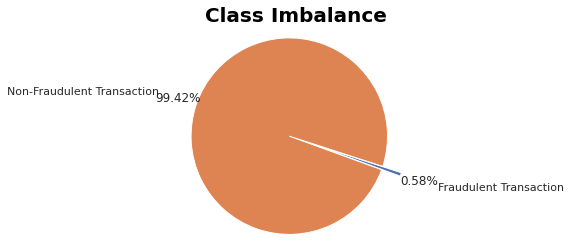 Class Imbalance
Non-Fraudulent Transaction
99.42%
0.58%
Fraudulent Transaction